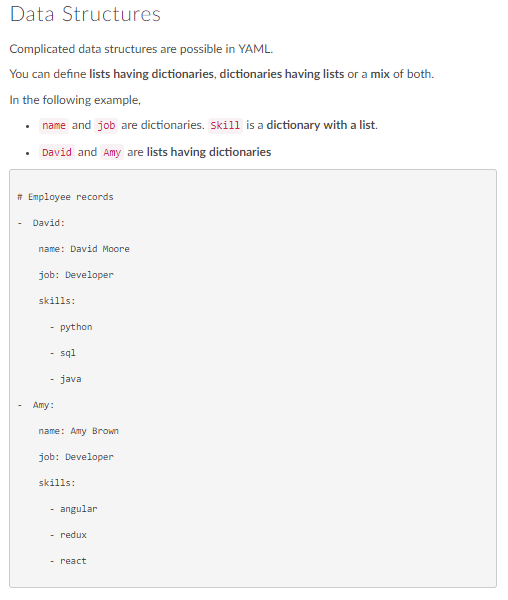 Data Structures
Complicated data structures are possible in YAML.
You can define lists having dictionaries, dictionaries having lists or a mix of both.
In the following example,
• name and job are dictionaries. Skill is a dictionary with a list.
• David and Amy are lists having dictionaries
# Employee records
- David:
name: David Moore
job: Developer
skills:
- python
- sql
- java
- Amy:
name: Amy Brown
job: Developer
skills:
- angular
- redux
- react